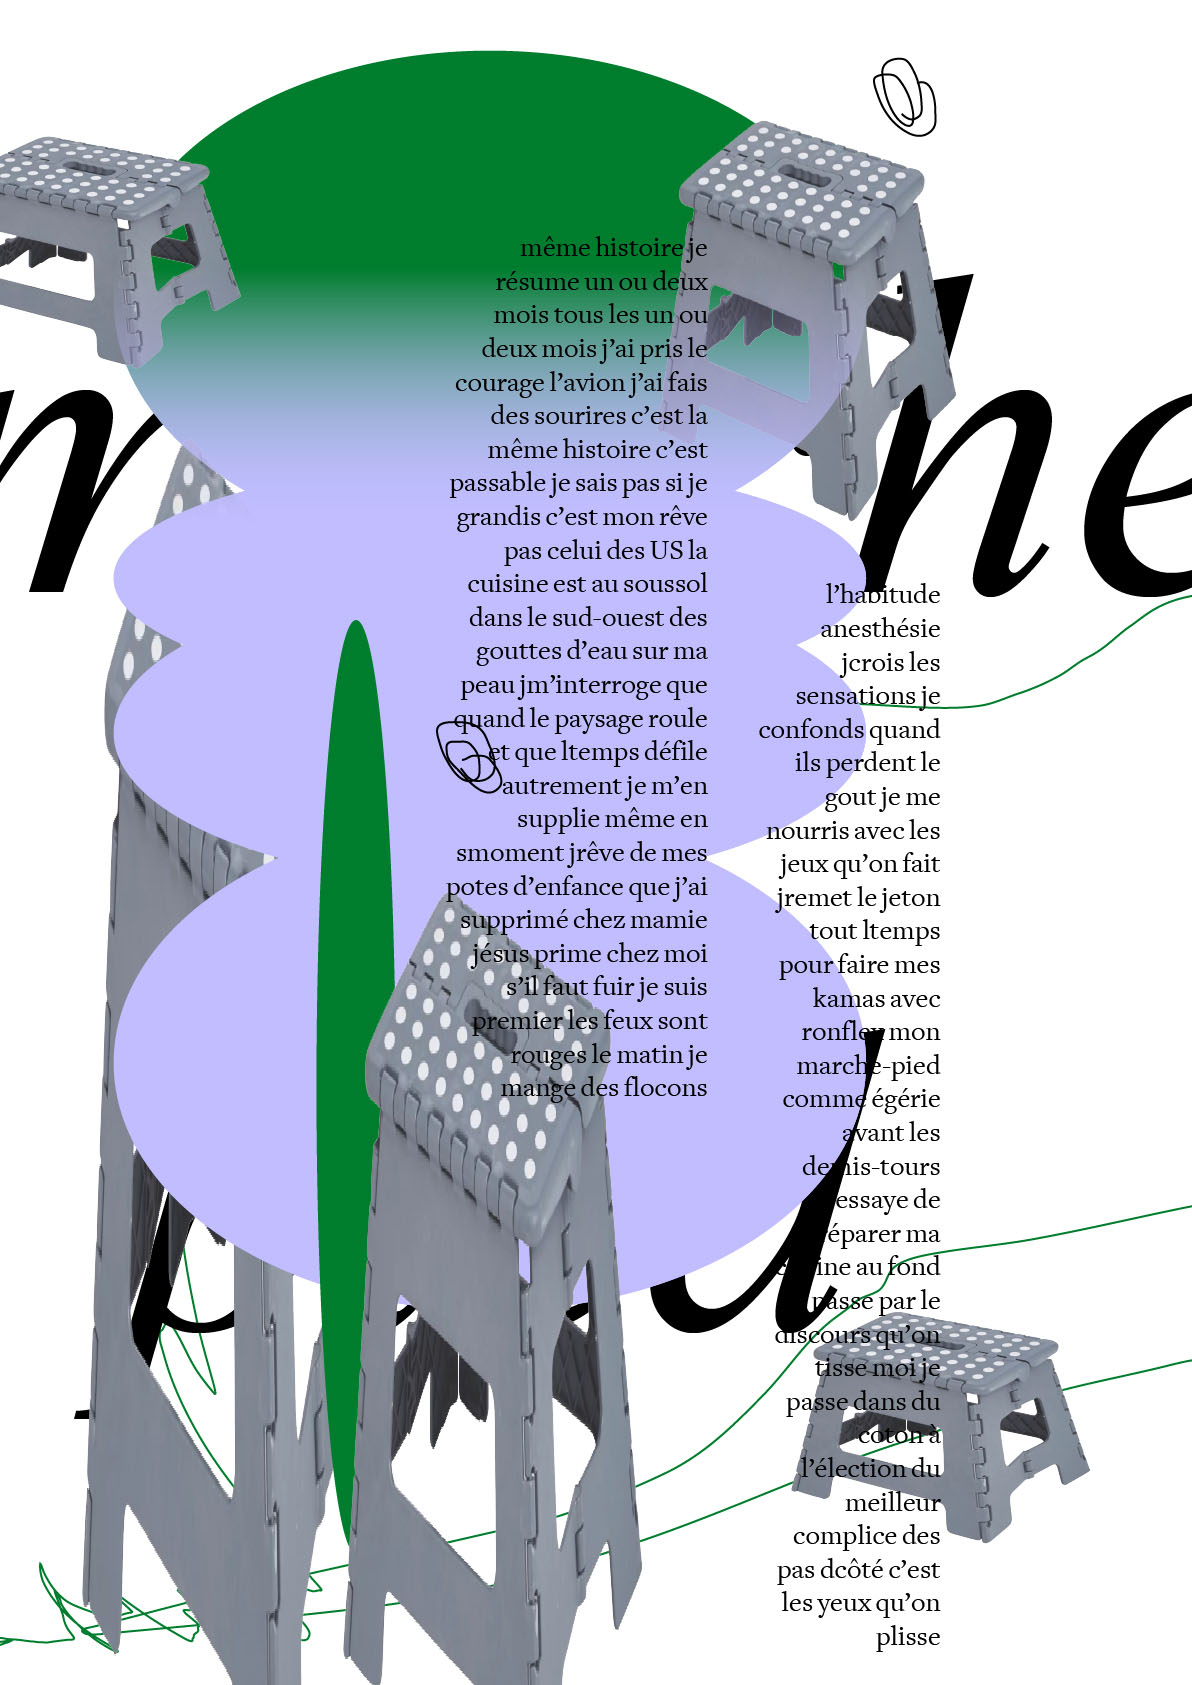 même histoire je
résume un ou deux
mois tous les un ou
deux mois j’ai pris le
courage l’avion j’ai fais
des sourires c’est la
même histoire c’est
passable je sais pas si je
grandis c’est mon rêve
pas celui des US la
cuisine est au soussol
dans le sud-ouest des
gouttes d’eau sur ma
peau jm’interroge que
quand le paysage roule
et que ltemps défile
autrement je m’en
supplie même en
smoment jrêve de mes
potes d’enfance que j’ai
supprimé chez mamie
jésus prime chez moi
s’il faut fuir je suis
premier les feux sont
rouges le matin je
mange des flocons
l’habitude
anesthésie
jcrois les
sensations je
confonds quand
ils perdent le
gout je me
nourris avec les
jeux qu’on fait
jremet le jeton
tout ltemps
pour faire mes
kamas avec
ronflex mon
marche-pied
comme égérie
avant les
demis-tours
essaye de
ma
au fond
passe par le
discours qu’on
tisse moi je
passe dans du
coton à
l’élection du
meilleur
complice des
pas dcôté c’est
les yeux qu’on
plisse
m
ne